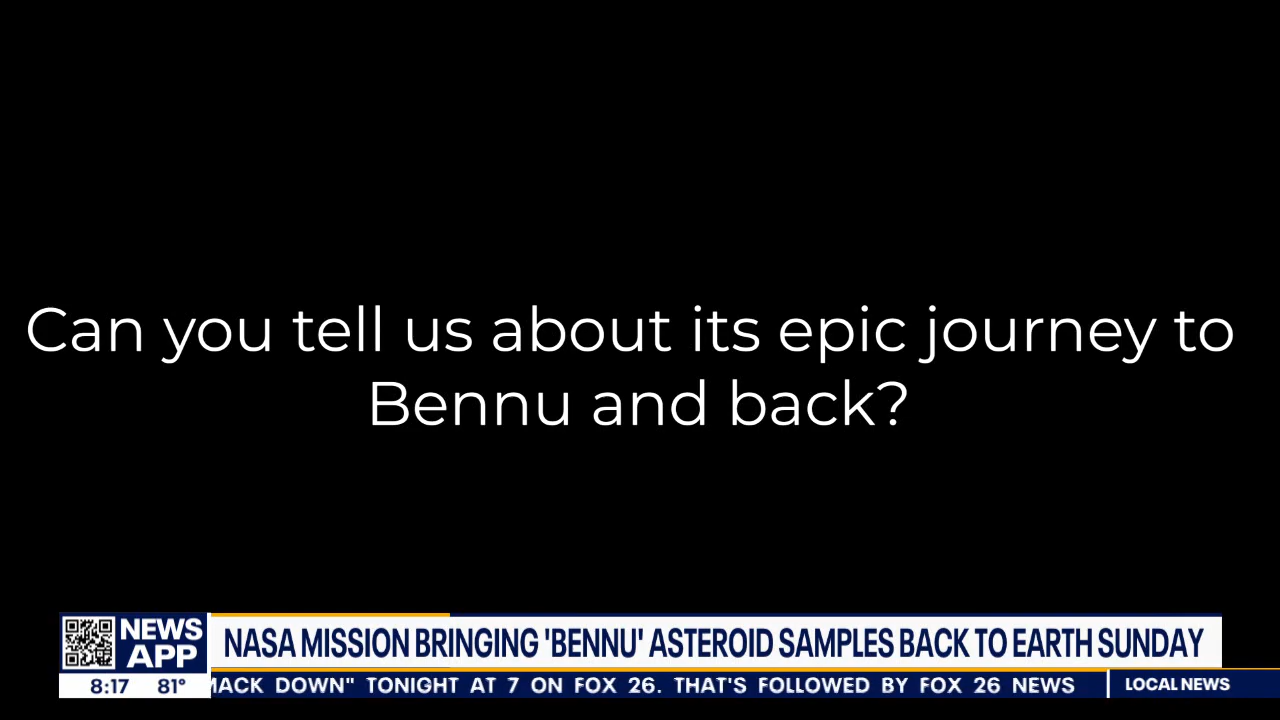 Can you tell us about its epic journey to
Bennu and back?
NEWS
APP
NASA MISSION BRINGING 'BENNU' ASTEROID SAMPLES BACK TO EARTH SUNDAY
8:17 81° MACK DOWN" TONIGHT AT 7 ON FOX 26. THAT'S FOLLOWED BY FOX 26 NEWS LOCAL NEWS